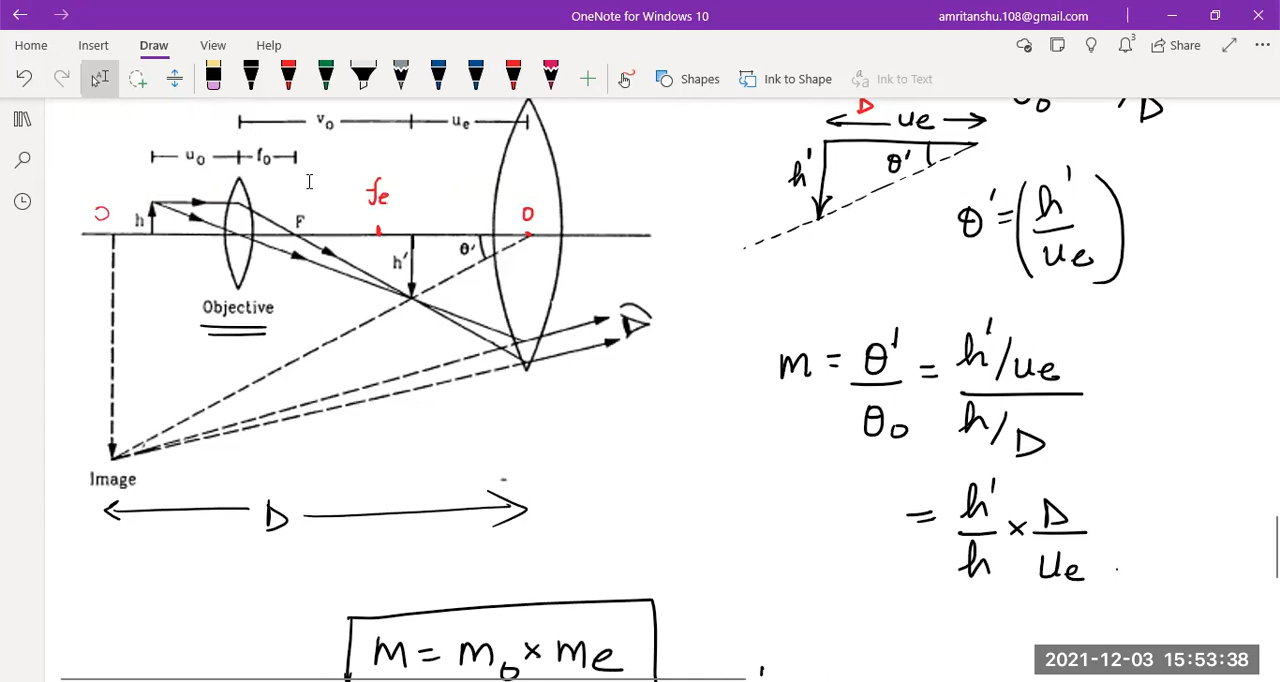 OneNote for Windows 10
amritanshu.108@gmail.com
Home Insert Draw View Help
3
Share
Shapes
Ink to Shape
Ink to Text
v₀ uₑ
u₀ f₀
fe
O
h F
θ'
h'
Objective
Image
D
M = m₀ × me
D
ue
h' θ'
θ' = (h'/ue)
m = θ'/θ₀ = h'/ue / h/D
= h'/h × D/ue
2021-12-03 15:53:38